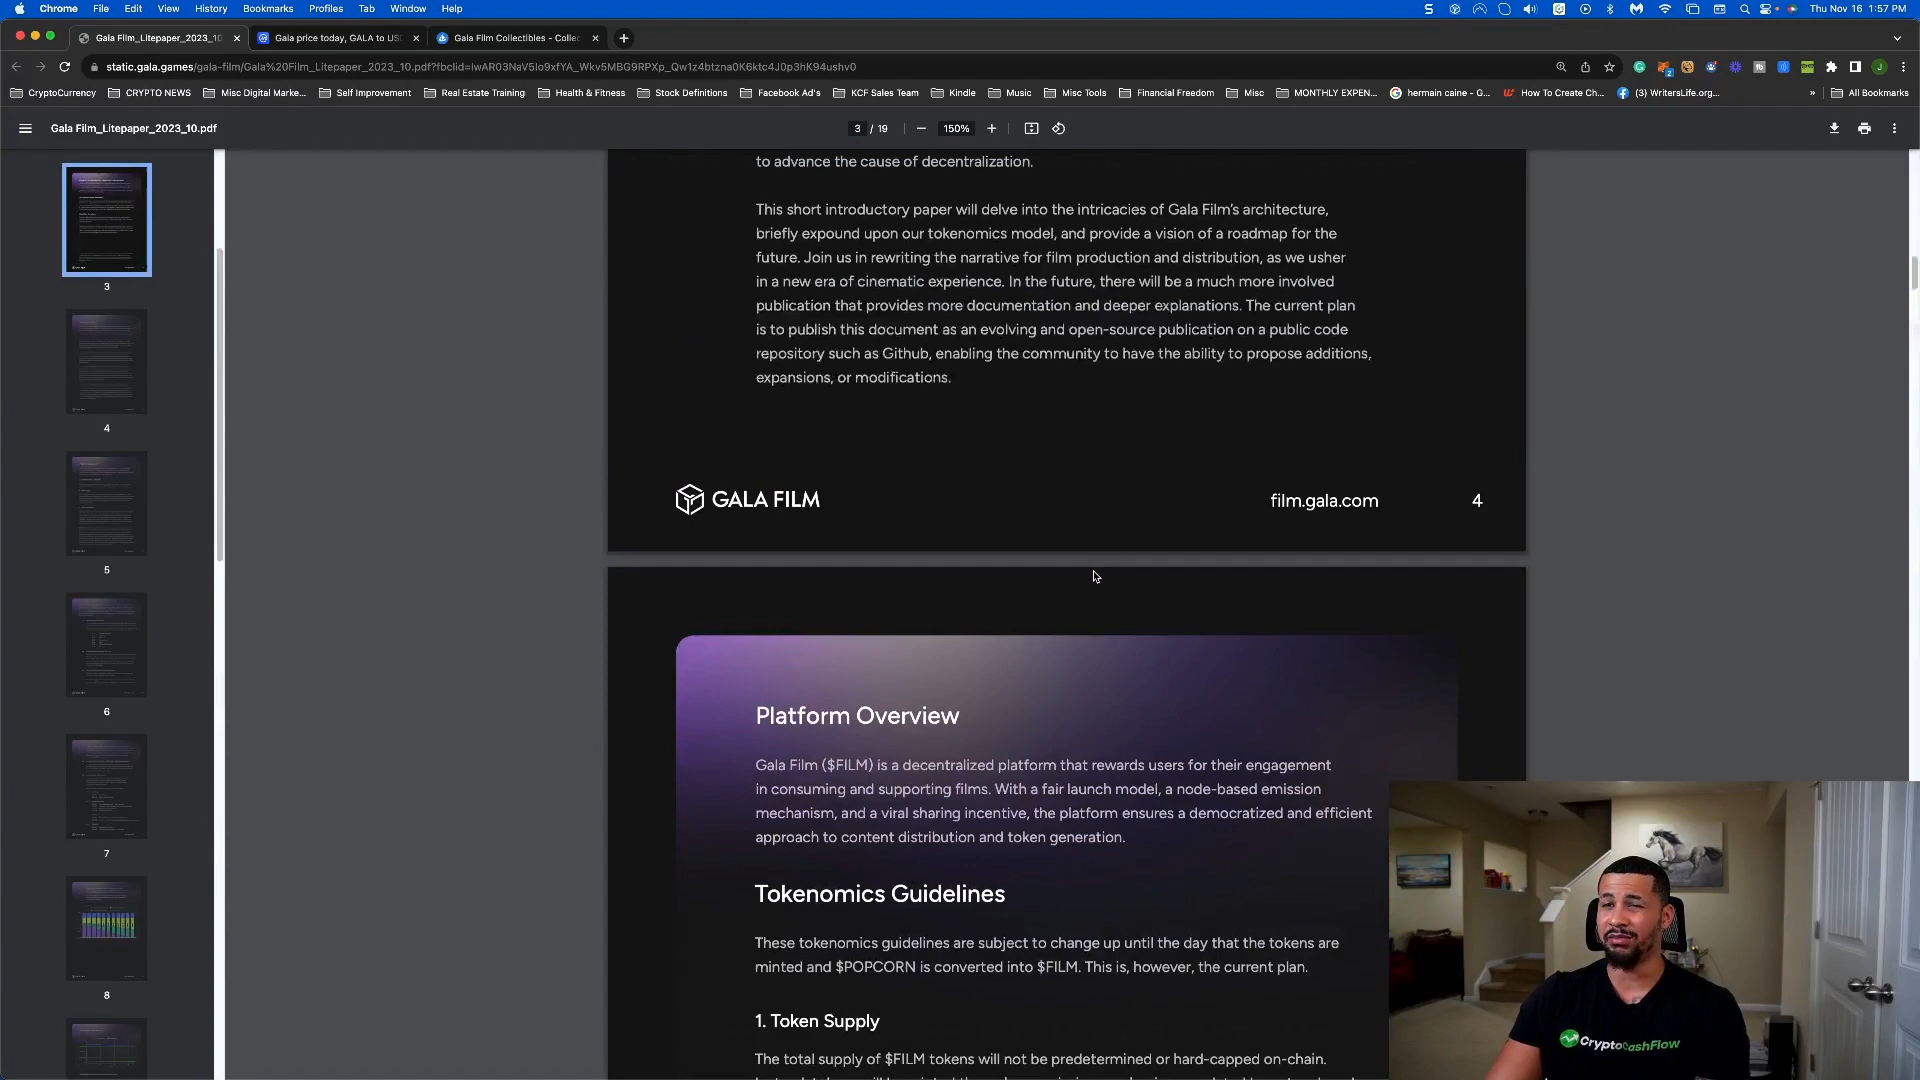 Chrome File Edit View History Bookmarks Profiles Tab Window Help
Thu Nov 16 1:57 PM
Gala Film_Litepaper_2023_10
Gala price today, GALA to US
Gala Film Collectibles - Collec
static.gala.games/gala-film/Gala%20Film_Litepaper_2023_10.pdf?fbclid=
CryptoCurrency
CRYPTO NEWS
Misc Digital Marke...
Self Improvement
Real Estate Training
Health & Fitness
Stock Definitions
Facebook Ad's
KCF Sales Team
Kindle
Music
Misc Tools
Financial Freedom
Misc
MONTHLY EXPEN...
hermain caine - G...
How To Create Ch...
(3) WritersLife.org...
»
All Bookmarks
Gala Film_Litepaper_2023_10.pdf
3 / 19
150%
3
4
5
6
7
8
to advance the cause of decentralization.
This short introductory paper will delve into the intricacies of Gala Film's architecture,
briefly expound upon our tokenomics model, and provide a vision of a roadmap for the
future. Join us in rewriting the narrative for film production and distribution, as we usher
in a new era of cinematic experience. In the future, there will be a much more involved
publication that provides more documentation and deeper explanations. The current plan
is to publish this document as an evolving and open-source publication on a public code
repository such as Github, enabling the community to have the ability to propose additions,
expansions, or modifications.
GALA FILM
film.gala.com
4
Platform Overview
Gala Film ($FILM) is a decentralized platform that rewards users for their engagement
in consuming and supporting films. With a fair launch model, a node-based emission
mechanism, and a viral sharing incentive, the platform ensures a democratized and efficient
approach to content distribution and token generation.
Tokenomics Guidelines
These tokenomics guidelines are subject to change up until the day that the tokens are
minted and $POPCORN is converted into $FILM. This is, however, the current plan.
1. Token Supply
The total supply of $FILM tokens will not be predetermined or hard-capped on-chain.
CryptoCashFlow